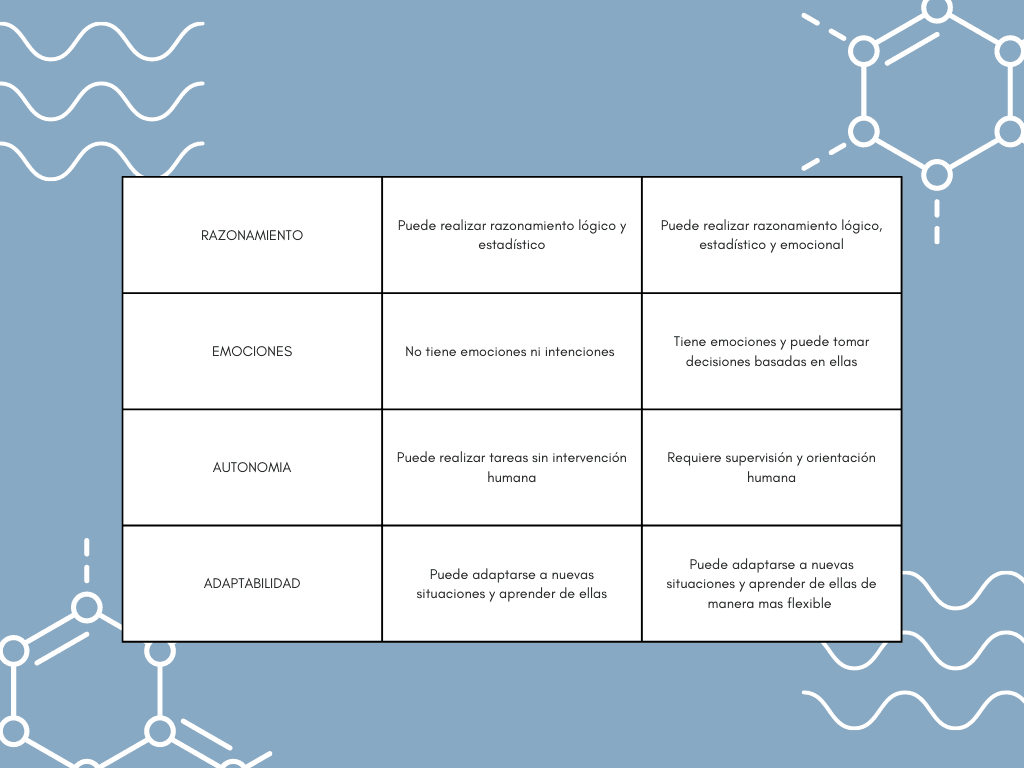 RAZONAMIENTO
Puede realizar razonamiento lógico y
estadístico
Puede realizar razonamiento lógico,
estadístico y emocional
EMOCIONES
No tiene emociones ni intenciones
Tiene emociones y puede tomar
decisiones basadas en ellas
AUTONOMIA
Puede realizar tareas sin intervención
humana
Requiere supervisión y orientación
humana
ADAPTABILIDAD
Puede adaptarse a nuevas
situaciones y aprender de ellas
Puede adaptarse a nuevas
situaciones y aprender de ellas de
manera mas flexible